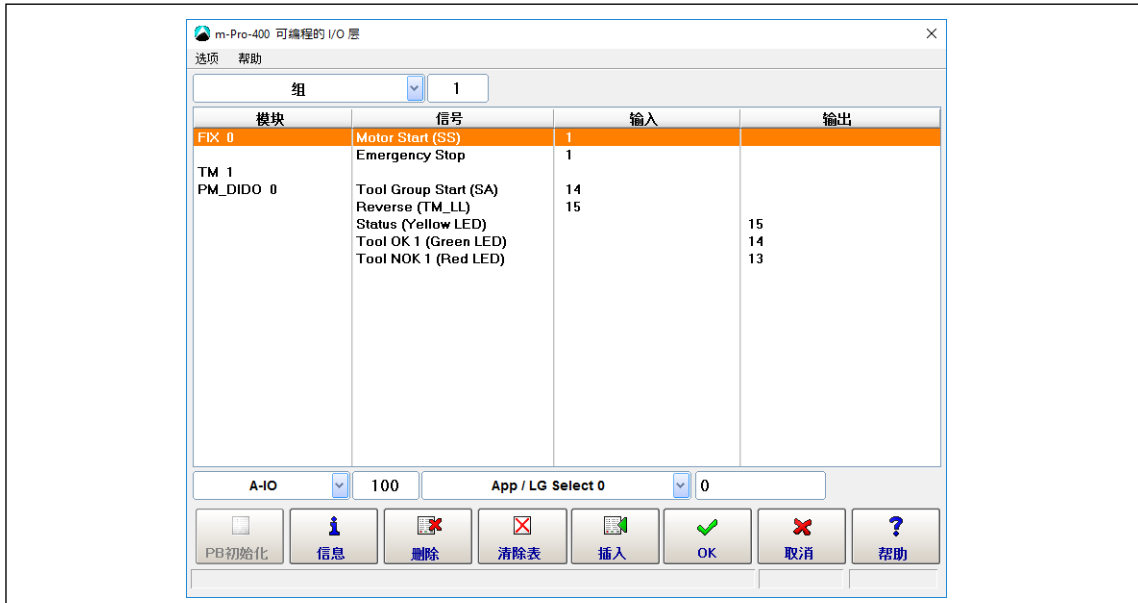 m-Pro-400 可编程的 I/O 层
选项 帮助
组 1
模块 信号 输入 输出
FIX 0 Motor Start (SS) 1
Emergency Stop 1
TM 1
PM_DIDO 0 Tool Group Start (SA) 14
Reverse (TM_LL) 15
Status (Yellow LED) 15
Tool OK 1 (Green LED) 14
Tool NOK 1 (Red LED) 13
A-IO 100 App / LG Select 0 0
PB初始化 信息 删除 清除表 插入 OK 取消 帮助